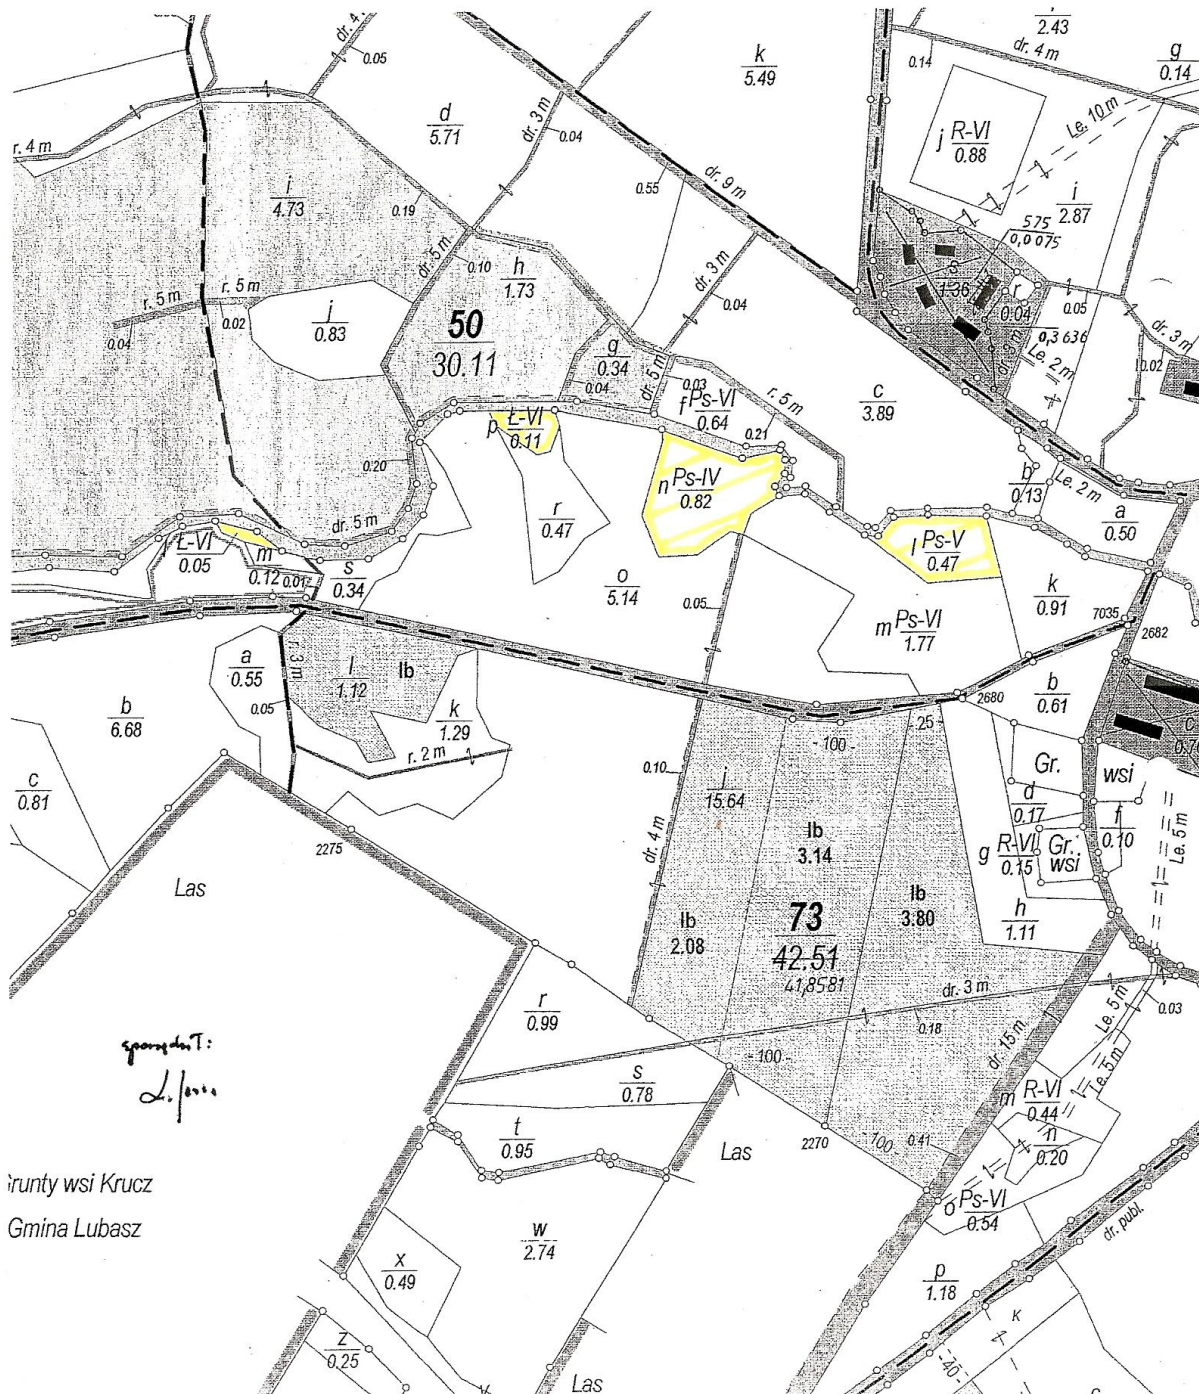 dr. 4
0.05
k
5.49
2.43
dr. 4 m
g
0.14
0.14
r. 4 m
d
5.71
dr. 3 m
0.04
j R-VI
0.88
Le. 10 m
i
4.73
0.19
0.55
dr. 9 m
i
2.87
575
0,0075
dr. 5 m
0.10
h
1.73
dr. 3 m
0.04
s
1.36
r
0.04
0.05
r. 5 m
r. 5 m
0.02
0.04
j
0.83
50
30.11
g
0.34
0.04
dr. 5 m
0.03
f Ps-VI
0.64
r. 5 m
0.21
c
3.89
0,3636
dr. 5 m
Le. 2 m
dr. 3 m
0.02
p Ł-VI
0.11
0.20
n Ps-IV
0.82
b
0.13
Le. 2 m
a
0.50
r
0.47
dr. 5 m
Ł-VI
0.05
m
0.12
0.01
s
0.34
l Ps-V
0.47
o
5.14
0.05
k
0.91
m Ps-VI
1.77
7035
2682
a
0.55
r. 3 m
l
1.12
Ib
b
6.68
0.05
k
1.29
r. 2 m
2680
b
0.61
- 25 -
- 100 -
c
0.81
0.10
j
15.64
Gr.
wsi
d
0.17
f
0.10
Le. 5 m
2275
dr. 4 m
Ib
3.14
g R-VI
0.15
Gr.
wsi
Las
Ib
2.08
73
42.51
41,8581
Ib
3.80
h
1.11
dr. 3 m
r
0.99
0.18
dr. 15 m
Le. 5 m
0.03
- 100 -
s
0.78
Le. 5 m
m R-VI
0.44
t
0.95
2270
- 100 -
0.41
n
0.20
Las
Grunty wsi Krucz
Gmina Lubasz
o Ps-VI
0.54
w
2.74
dr. publ.
x
0.49
p
1.18
K
z
0.25
- 40 -
Las